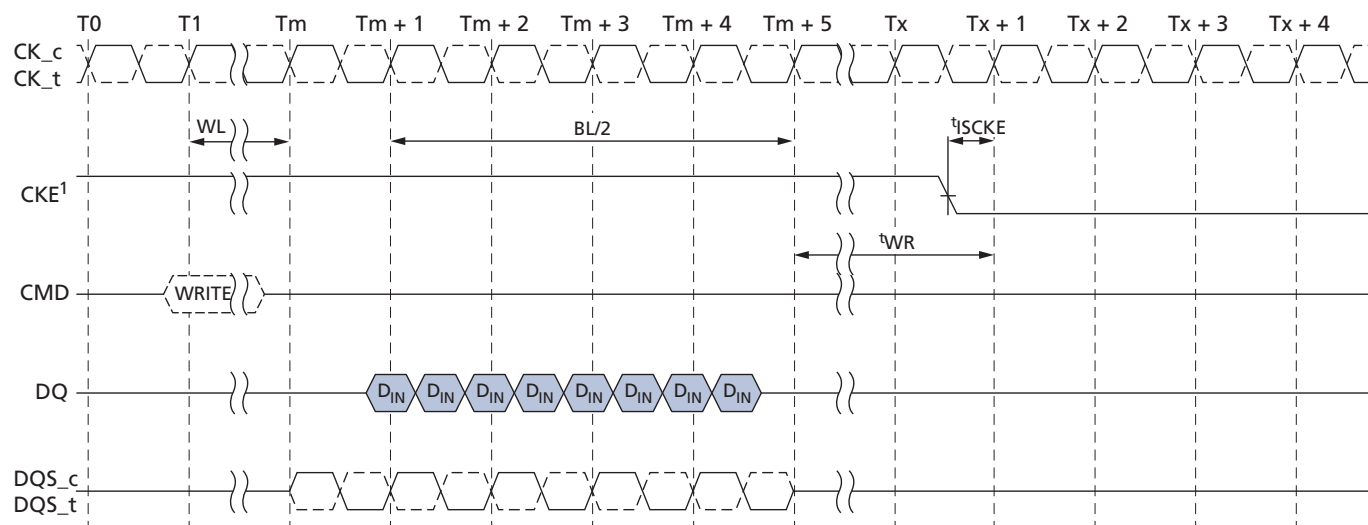 T0 T1 Tm Tm + 1 Tm + 2 Tm + 3 Tm + 4 Tm + 5 Tx Tx + 1 Tx + 2 Tx + 3 Tx + 4
CK_c
CK_t
WL BL/2 tISCKE
CKE1
tWR
CMD WRITE
DQ DIN DIN DIN DIN DIN DIN DIN DIN
DQS_c
DQS_t